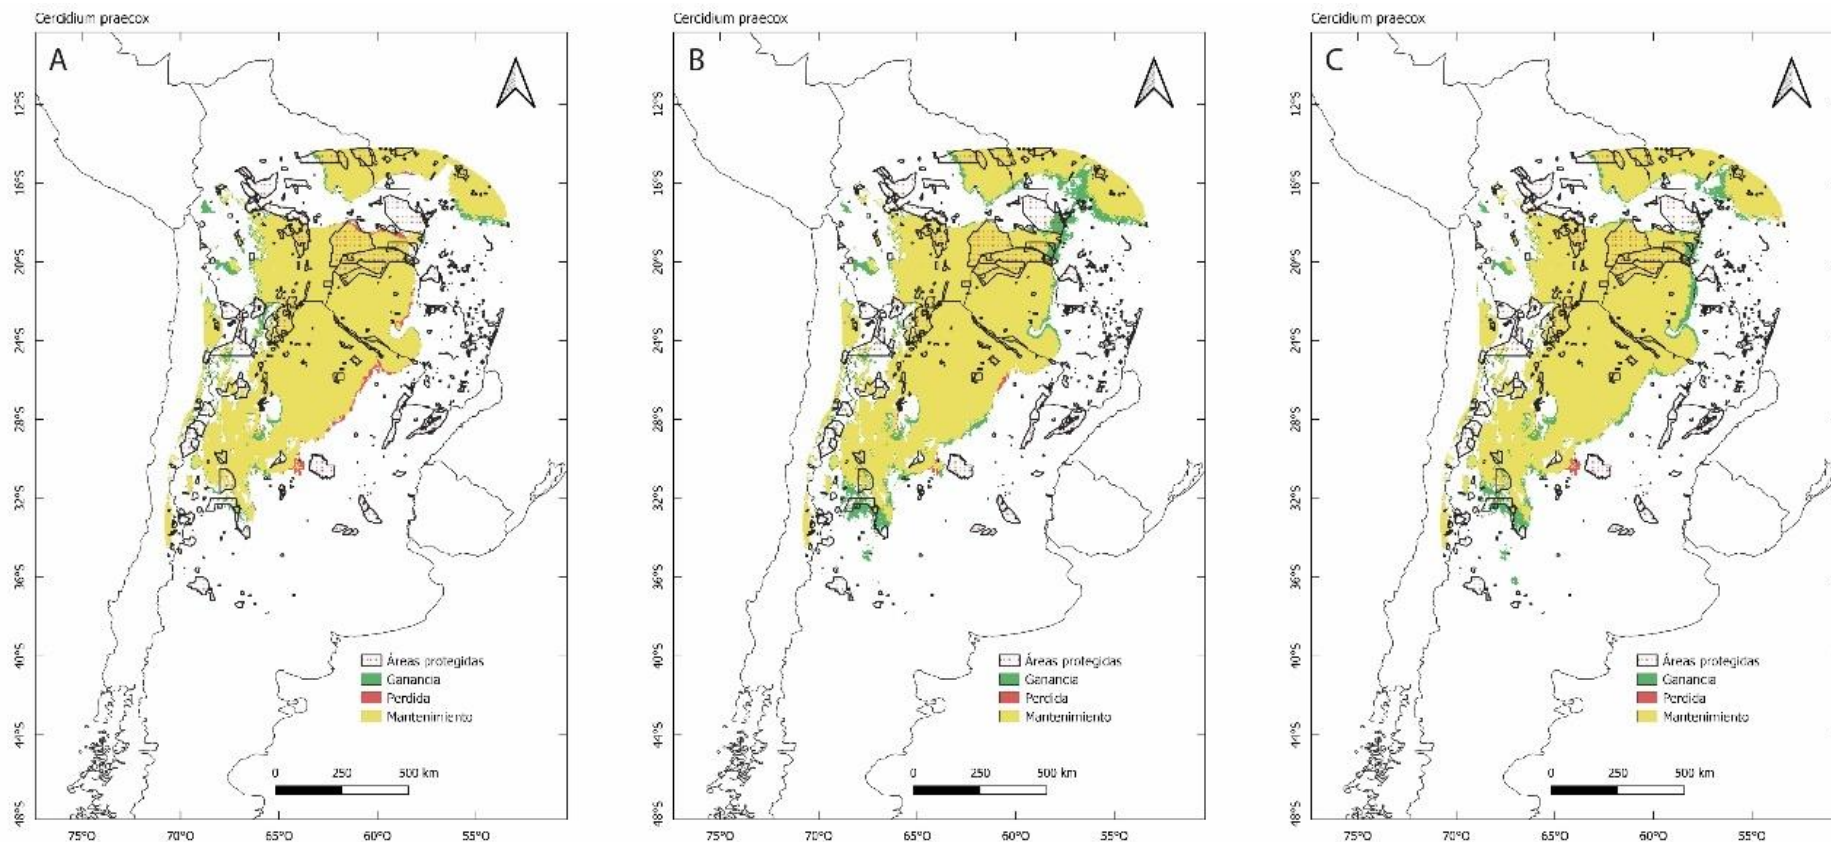 Cercidium praecox
A
12°S
16°S
20°S
24°S
28°S
32°S
36°S
40°S
44°S
48°S
Áreas protegidas
Ganancia
Perdida
Mantenimiento
0 250 500 km
75°O 70°O 65°O 60°O 55°O
Cercidium praecox
B
12°S
16°S
20°S
24°S
28°S
32°S
36°S
40°S
44°S
48°S
Áreas protegidas
Ganancia
Perdida
Mantenimiento
0 250 500 km
75°O 70°O 65°O 60°O 55°O
Cercidium praecox
C
12°S
16°S
20°S
24°S
28°S
32°S
36°S
40°S
44°S
48°S
Áreas protegidas
Ganancia
Perdida
Mantenimiento
0 250 500 km
75°O 70°O 65°O 60°O 55°O